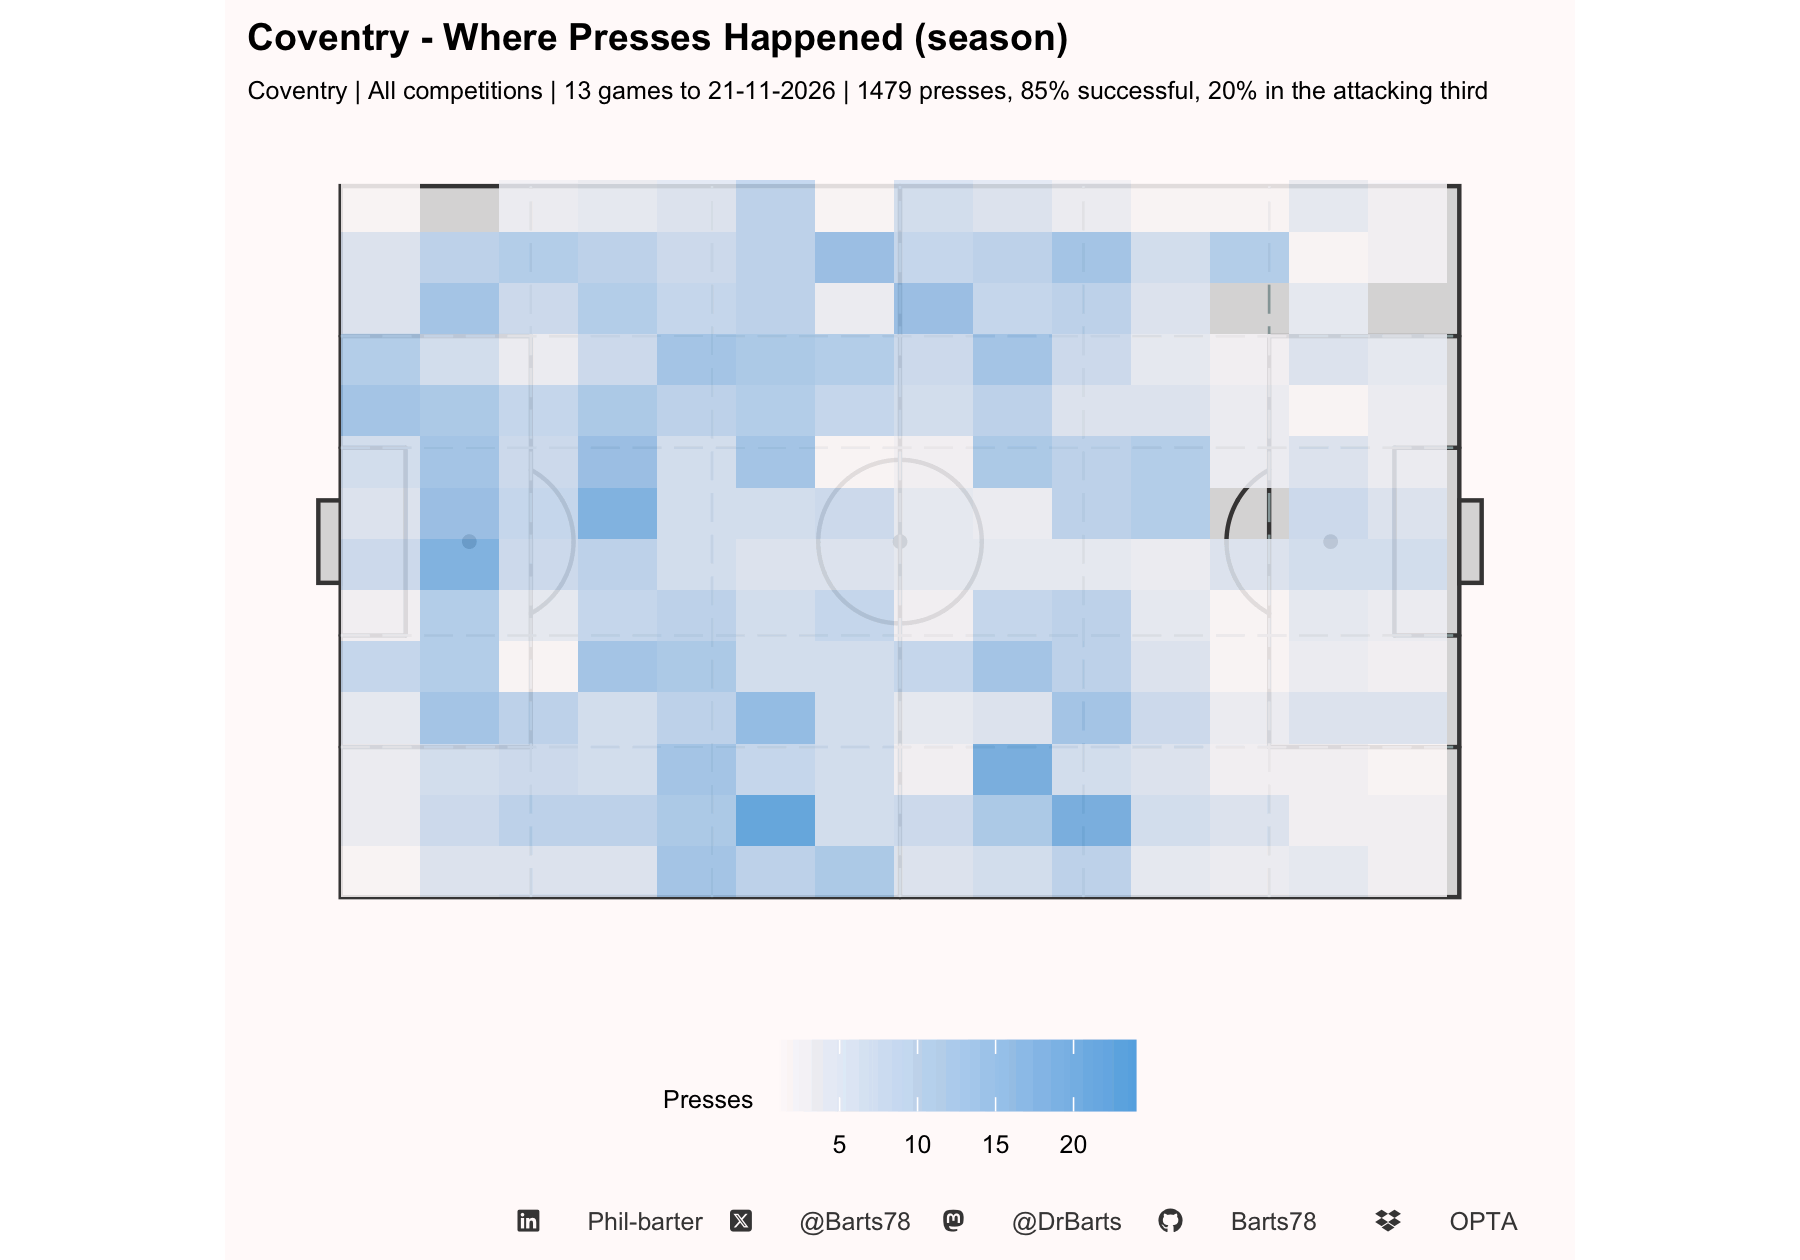 Coventry - Where Presses Happened (season)
Coventry | All competitions | 13 games to 21-11-2026 | 1479 presses, 85% successful, 20% in the attacking third
Presses
5 10 15 20
Phil-barter @Barts78 @DrBarts Barts78 OPTA